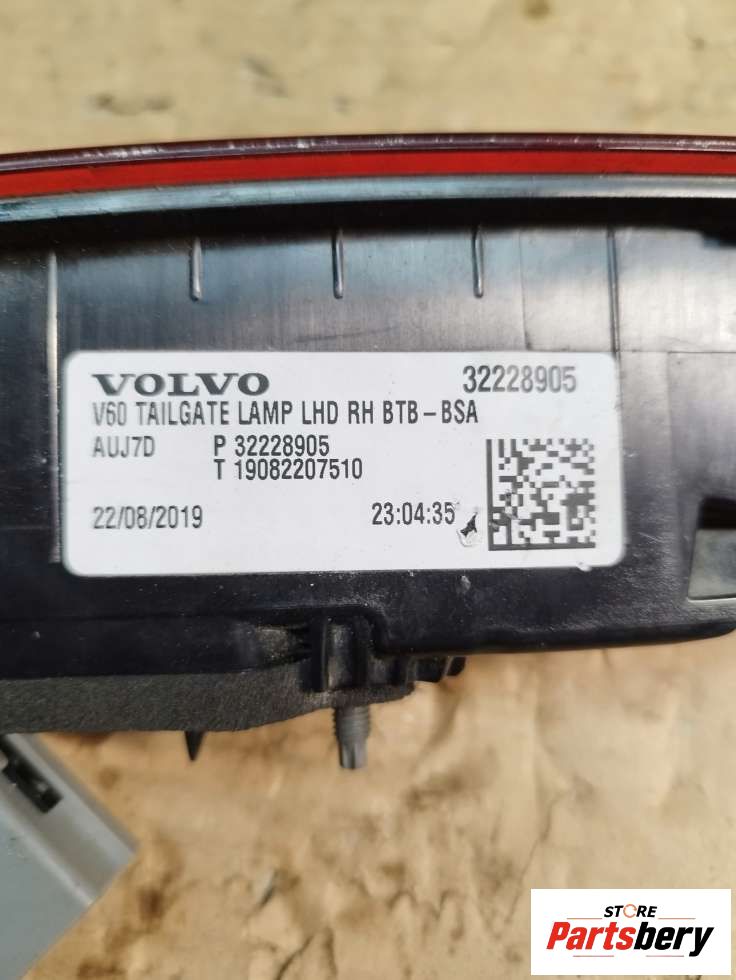 VOLVO 32228905
V60 TAILGATE LAMP LHD RH BTB-BSA
AUJ7D P 32228905
T 19082207510
22/08/2019 23:04:35
STORE
Partsbery